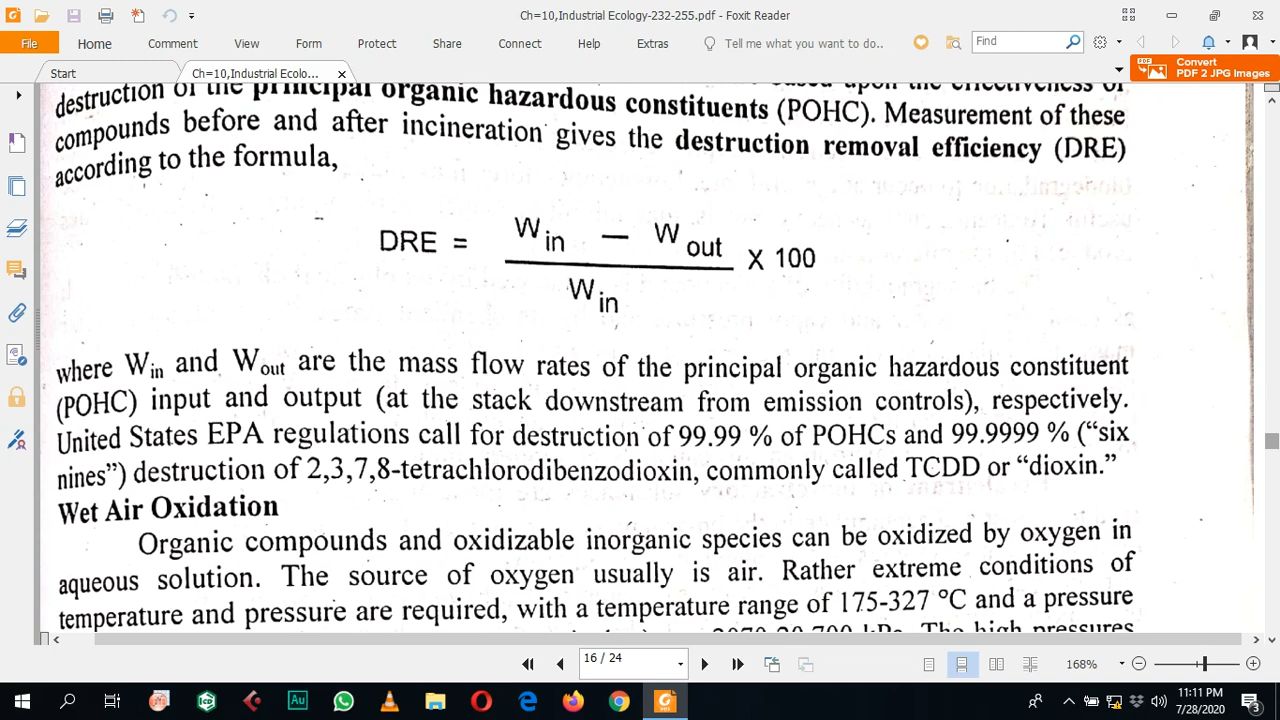 Ch=10,Industrial Ecology-232-255.pdf - Foxit Reader
File Home Comment View Form Protect Share Connect Help Extras Tell me what you want to do.. Find
Start Ch=10,Industrial Ecolo... Convert
PDF 2 JPG Images
destruction of the principal organic hazardous constituents (POHC). Measurement of these
compounds before and after incineration gives the destruction removal efficiency (DRE)
according to the formula,
DRE = W in — W out / W in X 100
where Win and Wout are the mass flow rates of the principal organic hazardous constituent
(POHC) input and output (at the stack downstream from emission controls), respectively.
United States EPA regulations call for destruction of 99.99 % of POHCs and 99.9999 % (“six
nines”) destruction of 2,3,7,8-tetrachlorodibenzodioxin, commonly called TCDD or “dioxin.”
Wet Air Oxidation
Organic compounds and oxidizable inorganic species can be oxidized by oxygen in
aqueous solution. The source of oxygen usually is air. Rather extreme conditions of
temperature and pressure are required, with a temperature range of 175-327 °C and a pressure
2070-20,700 kPa. The high pressures
16 / 24
168%
11:11 PM
7/28/2020
3